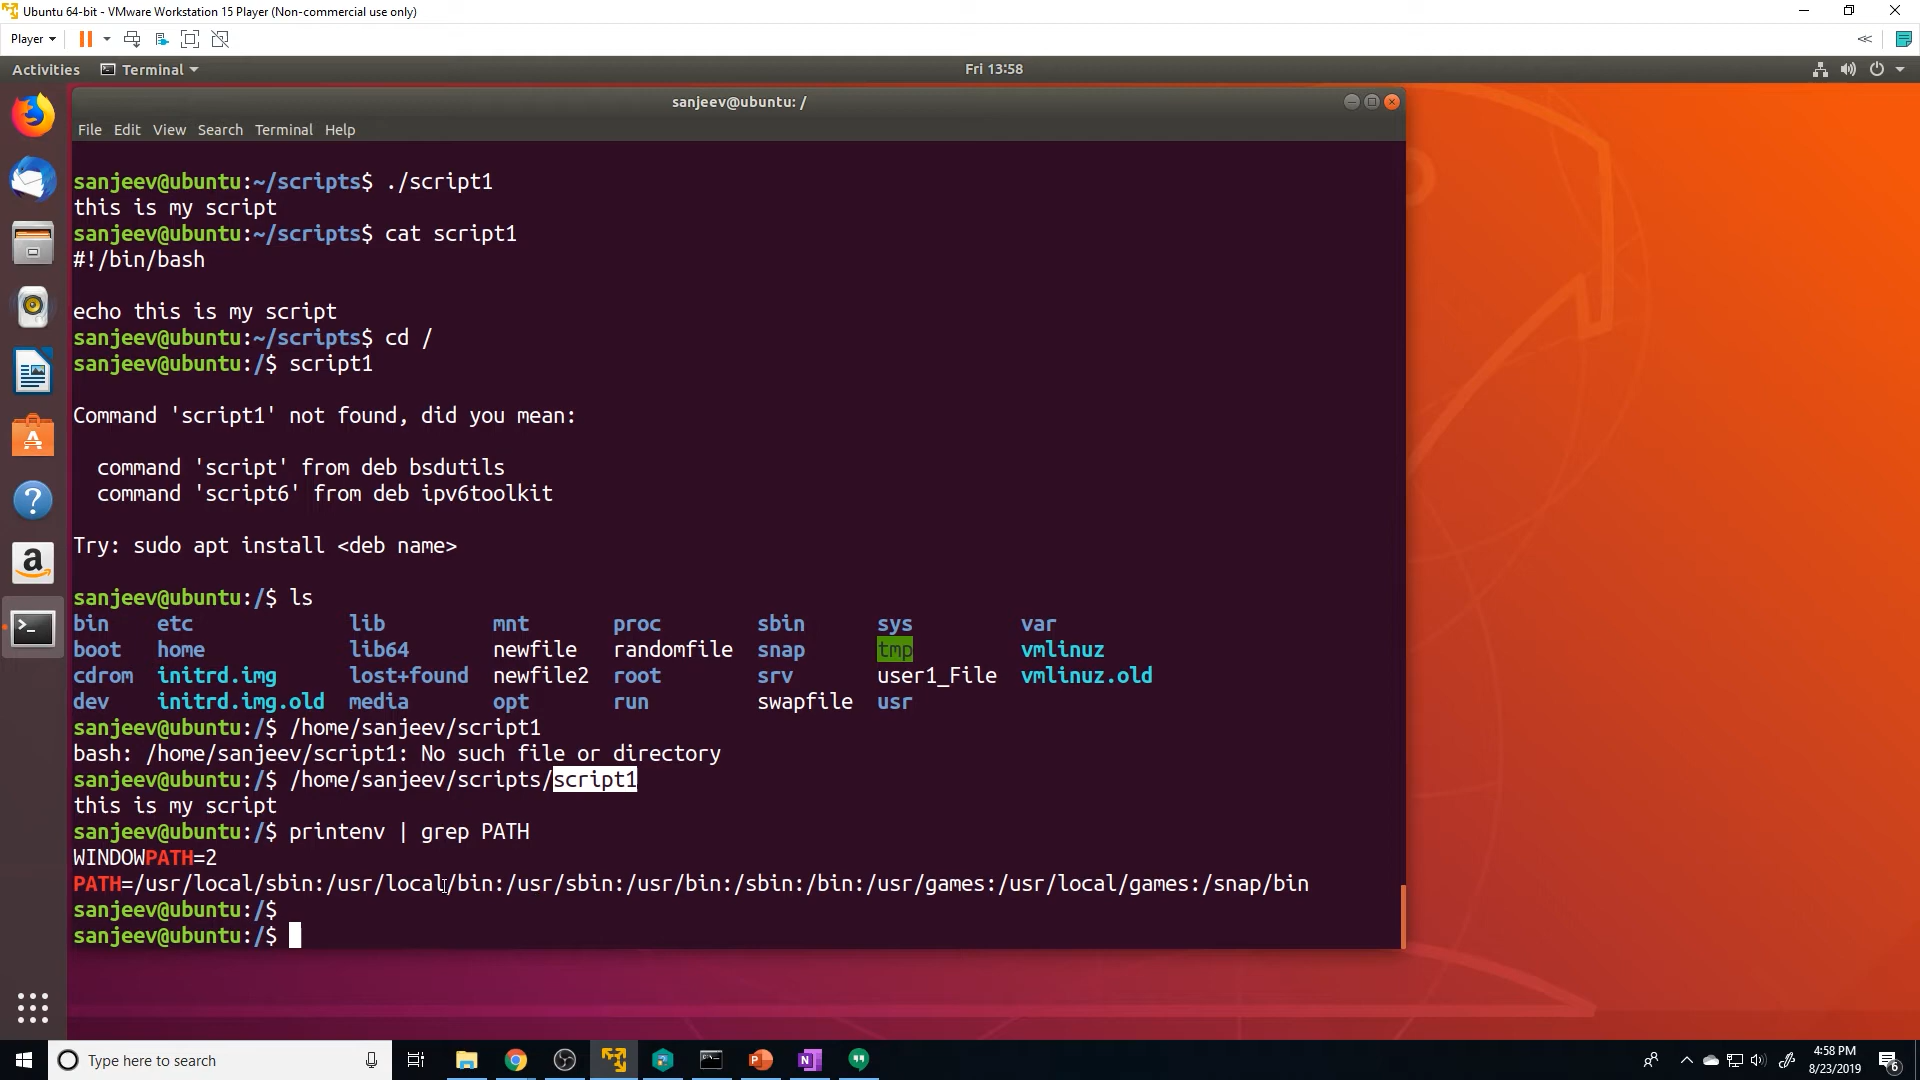 Ubuntu 64-bit - VMware Workstation 15 Player (Non-commercial use only)
Player
Activities Terminal Fri 13:58
sanjeev@ubuntu: /
File Edit View Search Terminal Help
sanjeev@ubuntu:~/scripts$ ./script1
this is my script
sanjeev@ubuntu:~/scripts$ cat script1
#!/bin/bash
echo this is my script
sanjeev@ubuntu:~/scripts$ cd /
sanjeev@ubuntu:/$ script1
Command 'script1' not found, did you mean:
command 'script' from deb bsdutils
command 'script6' from deb ipv6toolkit
Try: sudo apt install <deb name>
sanjeev@ubuntu:/$ ls
bin etc lib mnt proc sbin sys var
boot home lib64 newfile randomfile snap tmp vmlinuz
cdrom initrd.img lost+found newfile2 root srv user1_File vmlinuz.old
dev initrd.img.old media opt run swapfile usr
sanjeev@ubuntu:/$ /home/sanjeev/script1
bash: /home/sanjeev/script1: No such file or directory
sanjeev@ubuntu:/$ /home/sanjeev/scripts/script1
this is my script
sanjeev@ubuntu:/$ printenv | grep PATH
WINDOWPATH=2
PATH=/usr/local/sbin:/usr/local/bin:/usr/sbin:/usr/bin:/sbin:/bin:/usr/games:/usr/local/games:/snap/bin
sanjeev@ubuntu:/$
sanjeev@ubuntu:/$
Type here to search
4:58 PM
8/23/2019
6